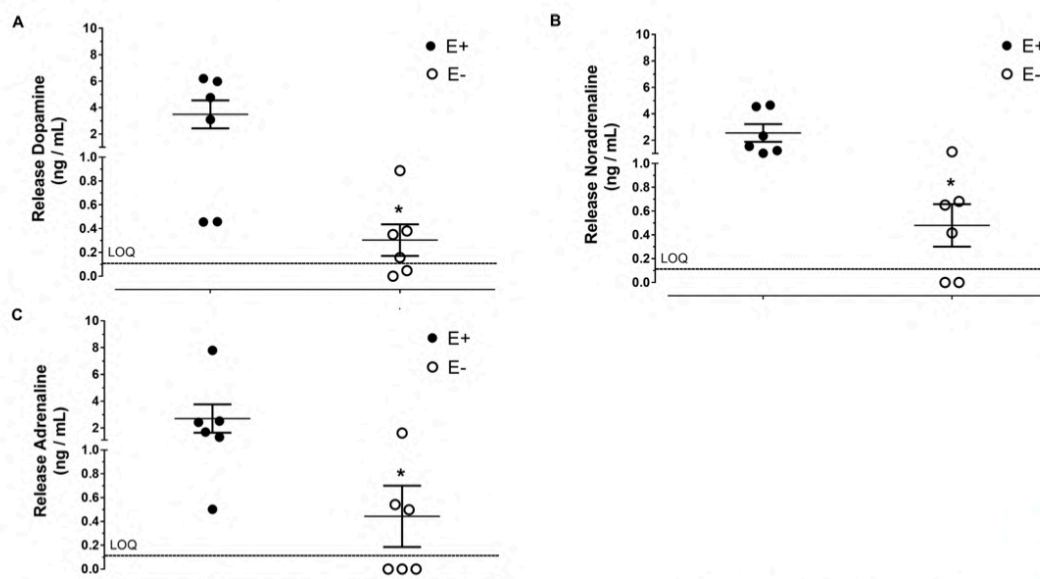 A
Release Dopamine
(ng / mL)
10
8
6
4
2
1.0
0.8
0.6
0.4
0.2
0.0
LOQ
*
E+
E-
B
Release Noradrenaline
(ng / mL)
10
8
6
4
2
1.0
0.8
0.6
0.4
0.2
0.0
LOQ
*
E+
E-
C
Release Adrenaline
(ng / mL)
10
8
6
4
2
1.0
0.8
0.6
0.4
0.2
0.0
LOQ
*
E+
E-